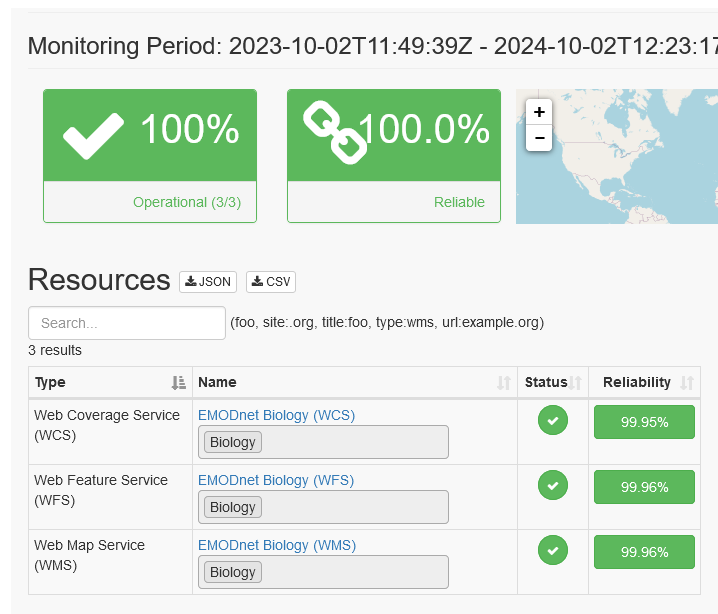 Monitoring Period: 2023-10-02T11:49:39Z - 2024-10-02T12:23:17
100%
100.0%
+
−
Operational (3/3)
Reliable
Resources JSON CSV
Search... (foo, site:.org, title:foo, type:wms, url:example.org)
3 results
Type Name Status Reliability
Web Coverage Service (WCS) EMODnet Biology (WCS) 99.95%
Biology
Web Feature Service (WFS) EMODnet Biology (WFS) 99.96%
Biology
Web Map Service (WMS) EMODnet Biology (WMS) 99.96%
Biology